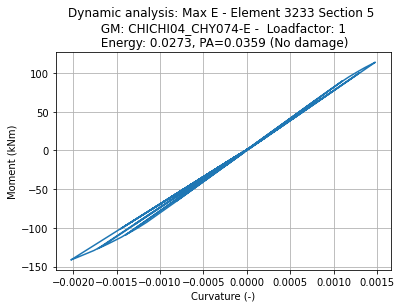 Dynamic analysis: Max E - Element 3233 Section 5
GM: CHICHI04_CHY074-E -  Loadfactor: 1
Energy: 0.0273, PA=0.0359 (No damage)
100
50
0
−50
−100
−150
Moment (kNm)
−0.0020 −0.0015 −0.0010 −0.0005 0.0000 0.0005 0.0010 0.0015
Curvature (-)